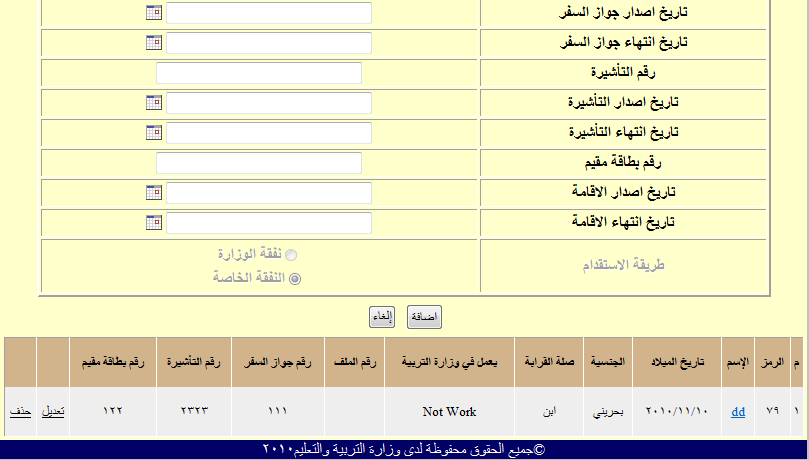 تاريخ اصدار جواز السفر
تاريخ انتهاء جواز السفر
رقم التأشيرة
تاريخ اصدار التأشيرة
تاريخ انتهاء التأشيرة
رقم بطاقة مقيم
تاريخ اصدار الاقامة
تاريخ انتهاء الاقامة
طريقة الاستقدام
نفقة الوزارة
النفقة الخاصة
اضافة إلغاء
م الرمز الإسم تاريخ الميلاد الجنسية صلة القرابة يعمل في وزارة التربية رقم الملف رقم جواز السفر رقم التأشيرة رقم بطاقة مقيم
١ ٧٩ dd ٢٠١٠/١١/١٠ بحريني ابن Not Work ١١١ ٢٣٢٣ ١٢٢ تعديل حذف
©جميع الحقوق محفوظة لدى وزارة التربية والتعليم٢٠١٠